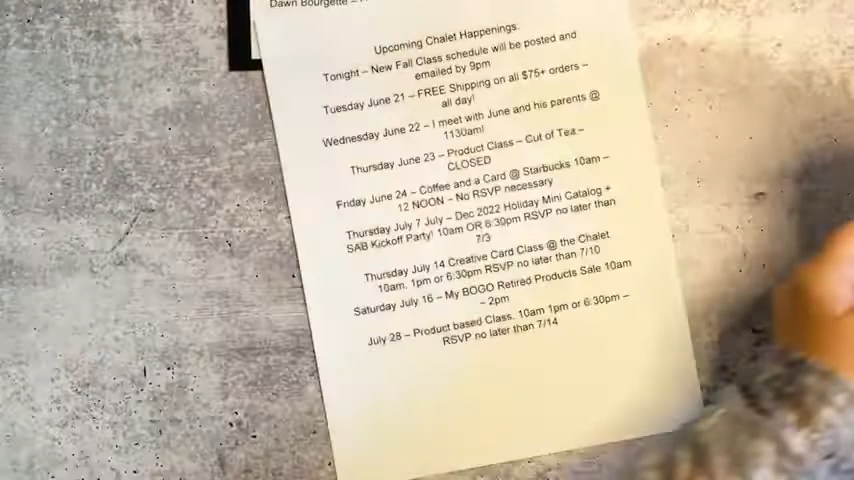 Dawn Bourgette –
Upcoming Chalet Happenings:
Tonight – New Fall Class schedule will be posted and
emailed by 9pm
Tuesday June 21 – FREE Shipping on all $75+ orders –
all day!
Wednesday June 22 – I meet with June and his parents @
1130am!
Thursday June 23 – Product Class – Cut of Tea –
CLOSED
Friday June 24 – Coffee and a Card @ Starbucks 10am –
12 NOON – No RSVP necessary
Thursday July 7 July – Dec 2022 Holiday Mini Catalog +
SAB Kickoff Party! 10am OR 6:30pm RSVP no later than
7/3
Thursday July 14 Creative Card Class @ the Chalet
10am, 1pm or 6:30pm RSVP no later than 7/10
Saturday July 16 – My BOGO Retired Products Sale 10am
– 2pm
July 28 – Product based Class. 10am 1pm or 6:30pm –
RSVP no later than 7/14